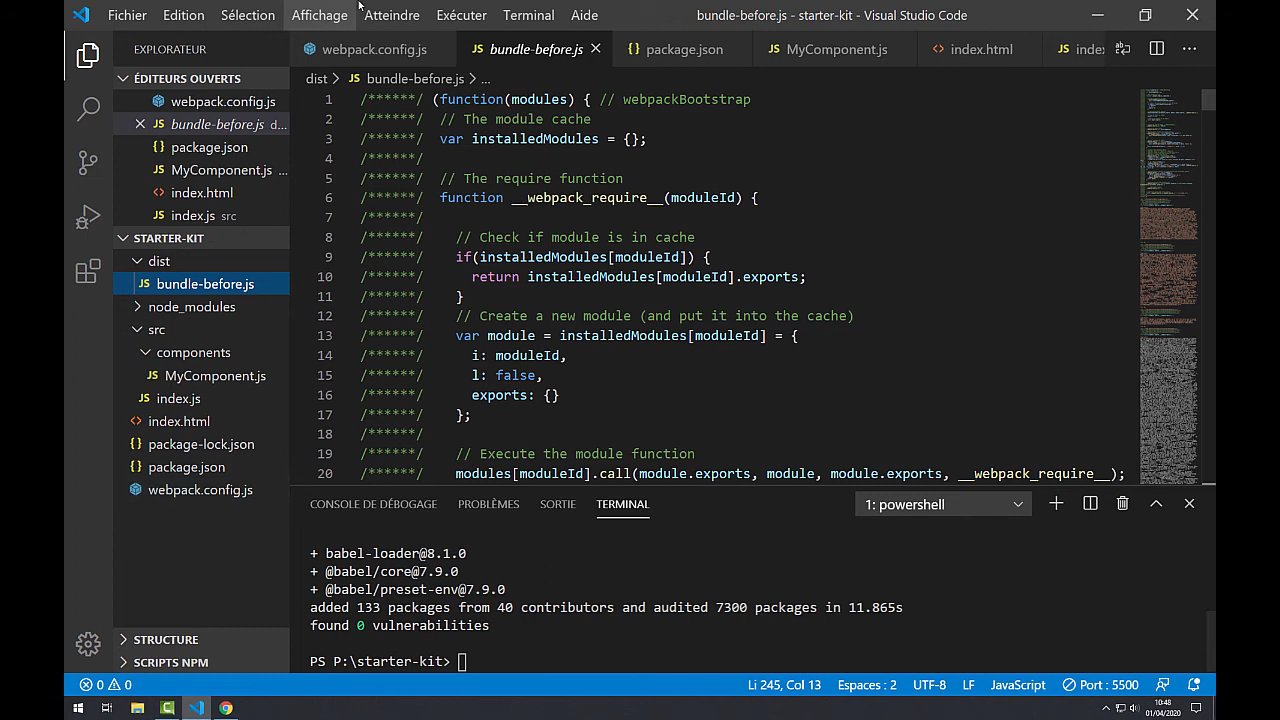 Fichier Edition Sélection Affichage Atteindre Exécuter Terminal Aide bundle-before.js - starter-kit - Visual Studio Code
EXPLORATEUR
webpack.config.js JS bundle-before.js {} package.json JS MyComponent.js <> index.html JS index
ÉDITEURS OUVERTS
webpack.config.js
JS bundle-before.js d...
{} package.json
JS MyComponent.js ...
<> index.html
JS index.js src
STARTER-KIT
dist
JS bundle-before.js
node_modules
src
components
JS MyComponent.js
JS index.js
<> index.html
{} package-lock.json
{} package.json
webpack.config.js
STRUCTURE
SCRIPTS NPM
dist > JS bundle-before.js > ...
1 /******/ (function(modules) { // webpackBootstrap
2 /******/ // The module cache
3 /******/ var installedModules = {};
4 /******/
5 /******/ // The require function
6 /******/ function __webpack_require__(moduleId) {
7 /******/
8 /******/ // Check if module is in cache
9 /******/ if(installedModules[moduleId]) {
10 /******/ return installedModules[moduleId].exports;
11 /******/ }
12 /******/ // Create a new module (and put it into the cache)
13 /******/ var module = installedModules[moduleId] = {
14 /******/ i: moduleId,
15 /******/ l: false,
16 /******/ exports: {}
17 /******/ };
18 /******/
19 /******/ // Execute the module function
20 /******/ modules[moduleId].call(module.exports, module, module.exports, __webpack_require__);
CONSOLE DE DÉBOGAGE PROBLÈMES SORTIE TERMINAL 1: powershell
+ babel-loader@8.1.0
+ @babel/core@7.9.0
+ @babel/preset-env@7.9.0
added 133 packages from 40 contributors and audited 7300 packages in 11.865s
found 0 vulnerabilities
PS P:\starter-kit>
0 0 Li 245, Col 13 Espaces : 2 UTF-8 LF JavaScript Port : 5500
10:48
01/04/2020